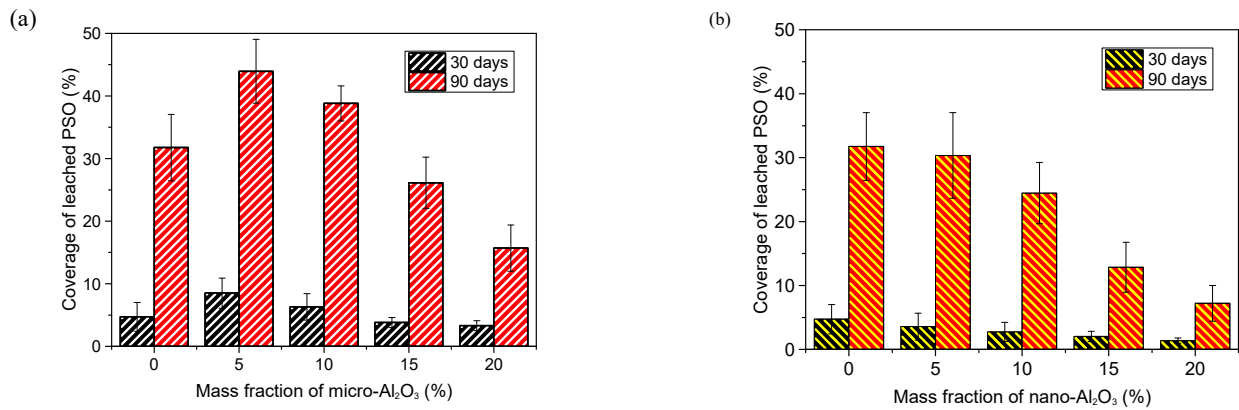 (a)
50
40
30
20
10
0
Coverage of leached PSO (%)
30 days
90 days
0 5 10 15 20
Mass fraction of micro-Al₂O₃ (%)
(b)
50
40
30
20
10
0
Coverage of leached PSO (%)
30 days
90 days
0 5 10 15 20
Mass fraction of nano-Al₂O₃ (%)